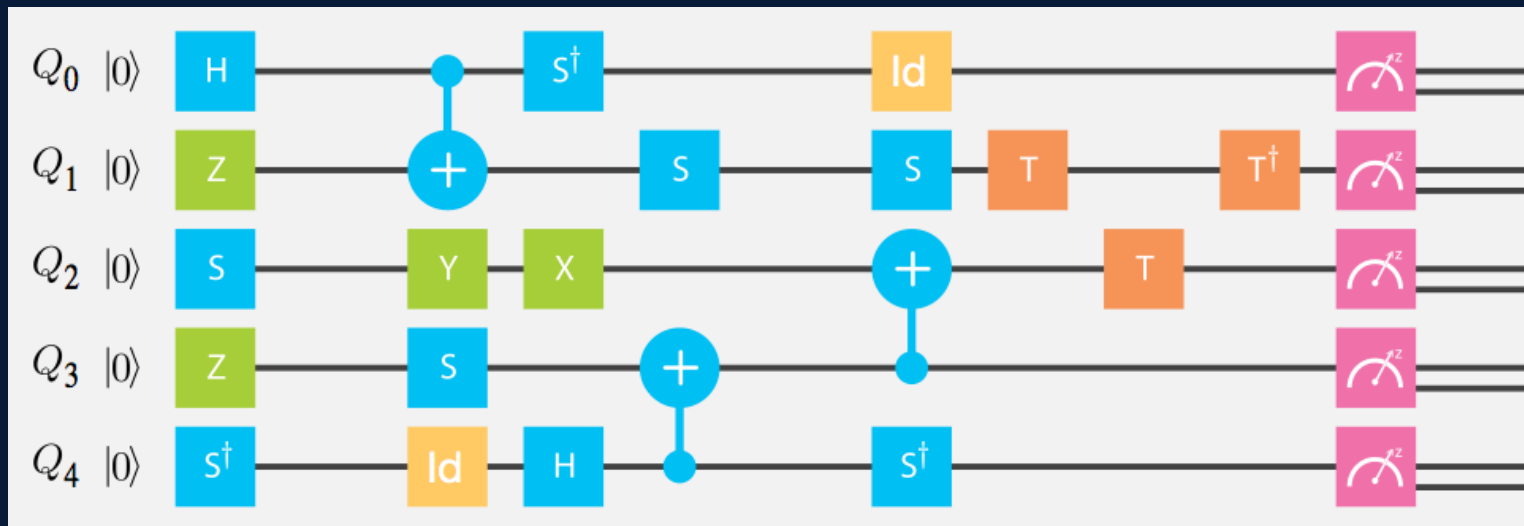 Q0 |0⟩ H S† Id z
Q1 |0⟩ Z + S S T T† z
Q2 |0⟩ S Y X + T z
Q3 |0⟩ Z S + z
Q4 |0⟩ S† Id H S† z